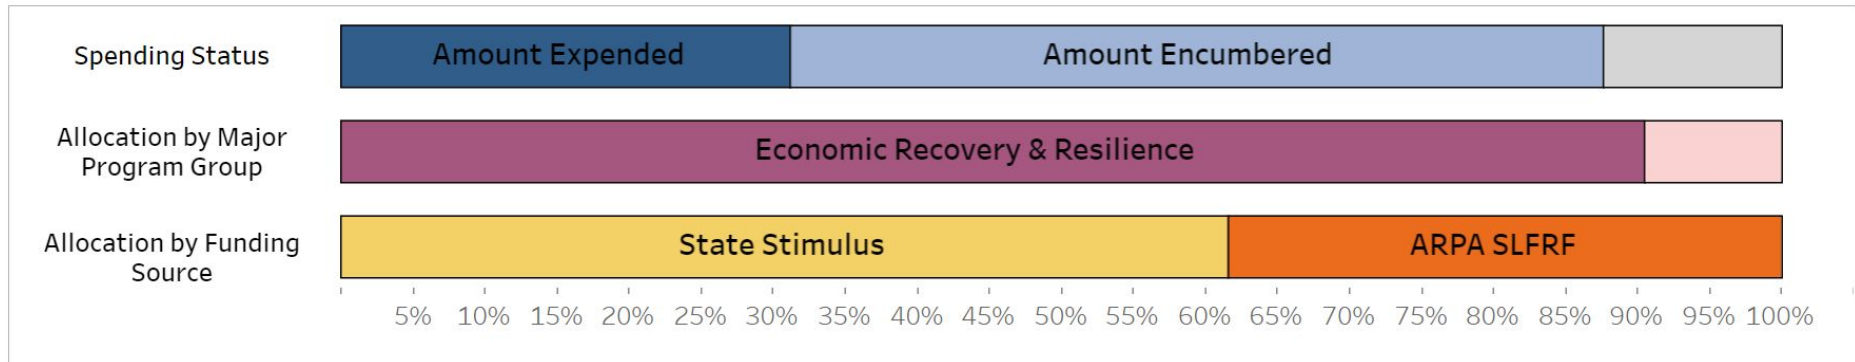 Spending Status
Amount Expended
Amount Encumbered
Allocation by Major
Program Group
Economic Recovery & Resilience
Allocation by Funding
Source
State Stimulus
ARPA SLFRF
5% 10% 15% 20% 25% 30% 35% 40% 45% 50% 55% 60% 65% 70% 75% 80% 85% 90% 95% 100%